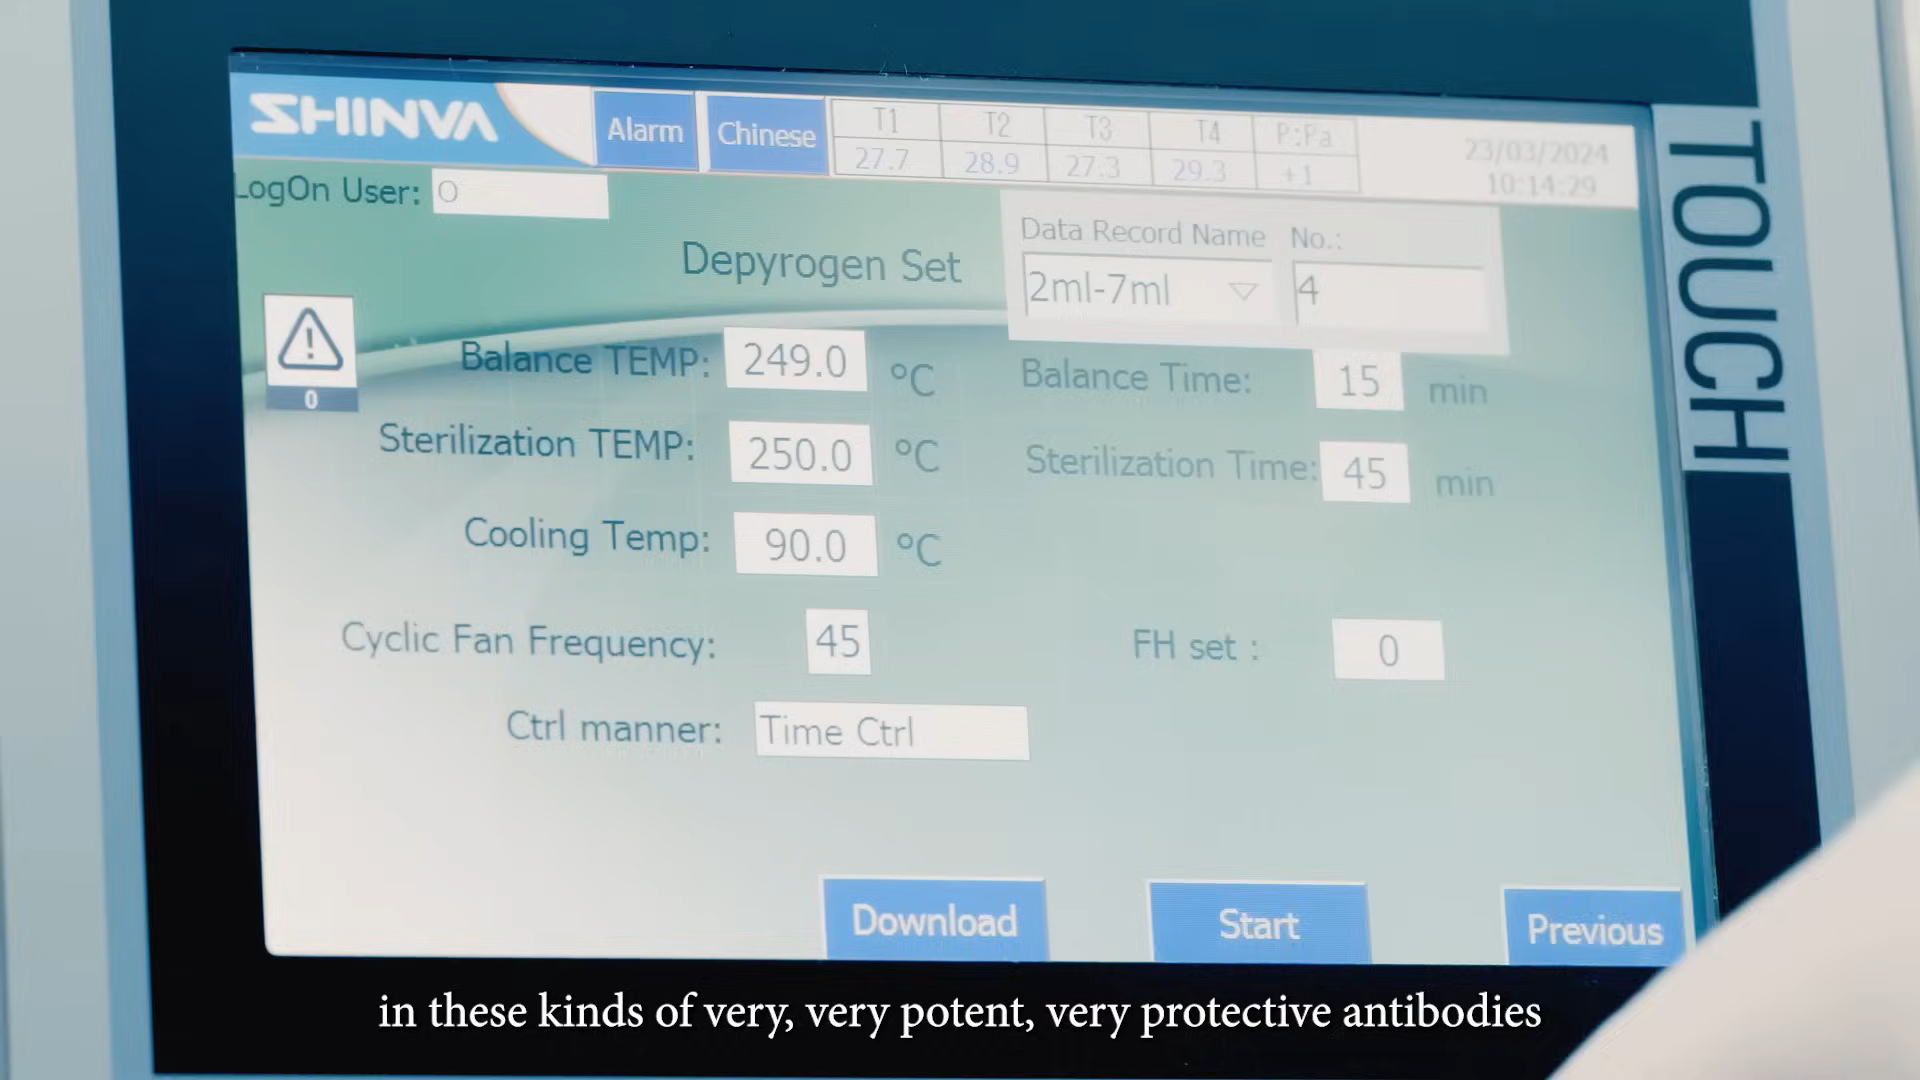 SHINVA
Alarm
Chinese
T1 T2 T3 T4 P:Pa
27.7 28.9 27.3 29.3 +1
23/03/2024
10:14:29
LogOn User: O
Depyrogen Set
Data Record Name No.:
2ml-7ml 4
0
Balance TEMP: 249.0 °C Balance Time: 15 min
Sterilization TEMP: 250.0 °C Sterilization Time: 45 min
Cooling Temp: 90.0 °C
Cyclic Fan Frequency: 45 FH set : 0
Ctrl manner: Time Ctrl
Download Start Previous
TOUCH
in these kinds of very, very potent, very protective antibodies